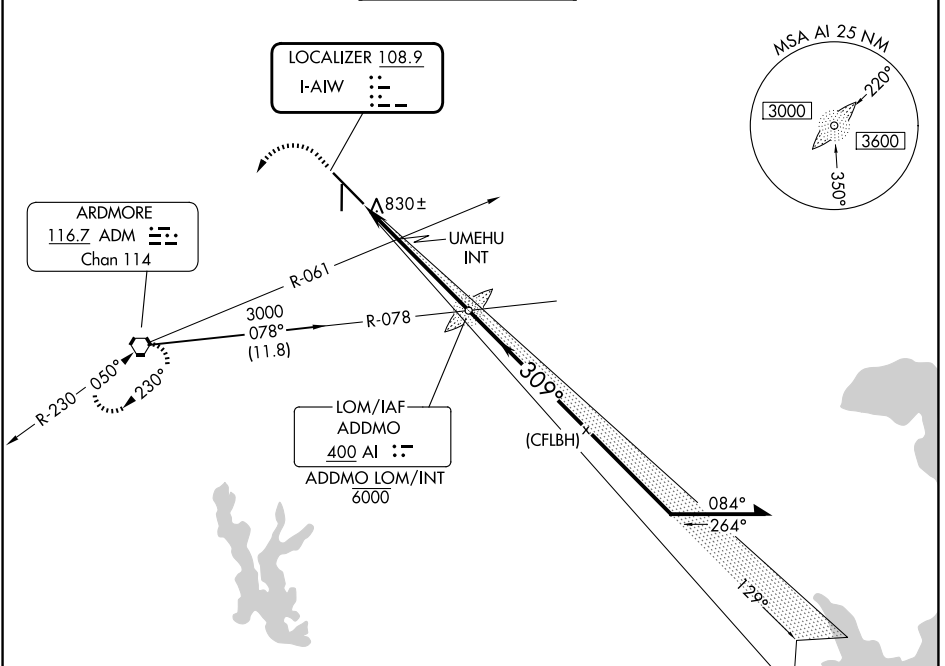 LOCALIZER 108.9
I-AIW
MSA AI 25 NM
220°
3000
3600
350°
830±
ARDMORE
116.7 ADM
Chan 114
UMEHU
INT
R-061
3000
078°
(11.8)
R-078
R-230
050°
230°
309°
LOM/IAF
ADDMO
400 AI
ADDMO LOM/INT
6000
(CFLBH)
084°
264°
129°